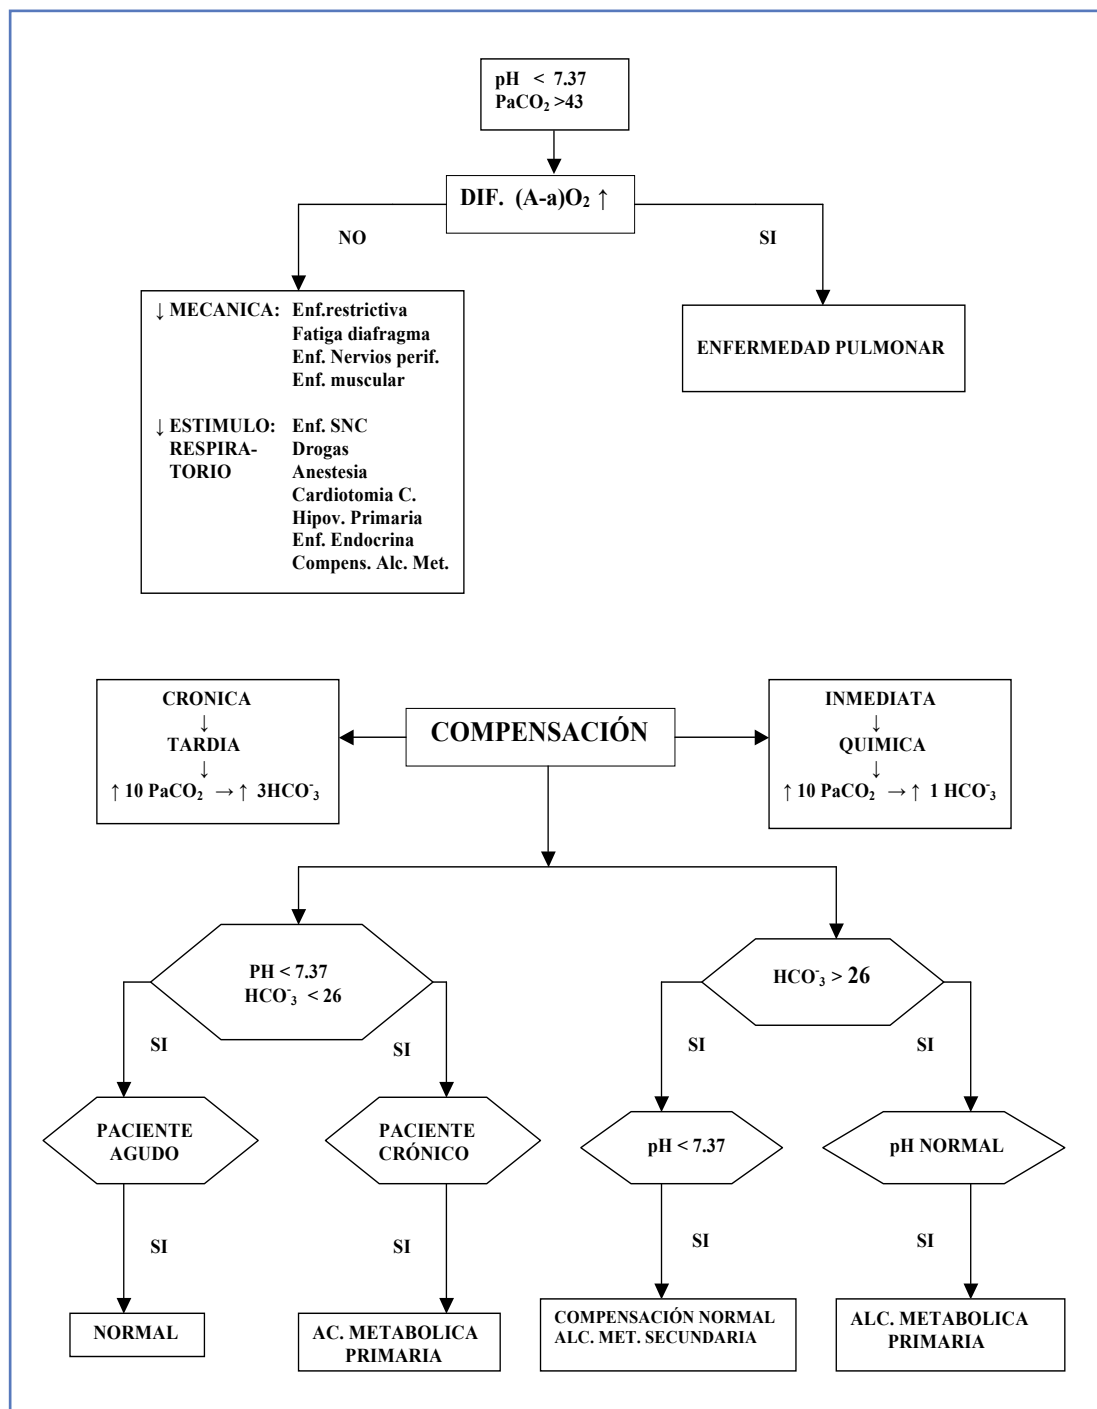 pH < 7.37
PaCO₂ >43
DIF. (A-a)O₂ ↑
NO
SI
↓ MECANICA: Enf.restrictiva
Fatiga diafragma
Enf. Nervios perif.
Enf. muscular
↓ ESTIMULO: Enf. SNC
RESPIRA- Drogas
TORIO Anestesia
Cardiotomia C.
Hipov. Primaria
Enf. Endocrina
Compens. Alc. Met.
ENFERMEDAD PULMONAR
CRONICA
↓
TARDIA
↓
↑ 10 PaCO₂ → ↑ 3HCO⁻₃
COMPENSACIÓN
INMEDIATA
↓
QUIMICA
↓
↑ 10 PaCO₂ → ↑ 1 HCO⁻₃
PH < 7.37
HCO⁻₃ < 26
HCO⁻₃ > 26
SI
SI
SI
SI
PACIENTE
AGUDO
PACIENTE
CRÓNICO
pH < 7.37
pH NORMAL
SI
SI
SI
SI
NORMAL
AC. METABOLICA
PRIMARIA
COMPENSACIÓN NORMAL
ALC. MET. SECUNDARIA
ALC. METABOLICA
PRIMARIA